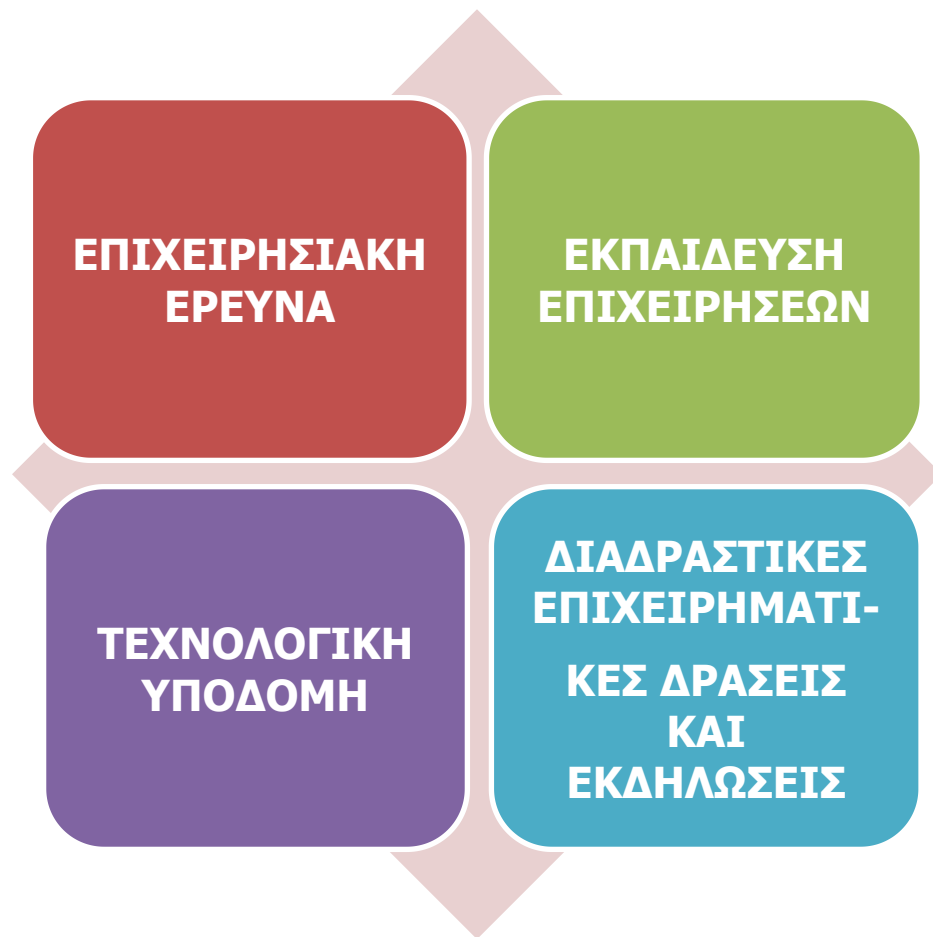 ΕΠΙΧΕΙΡΗΣΙΑΚΗ
ΕΡΕΥΝΑ
ΕΚΠΑΙΔΕΥΣΗ
ΕΠΙΧΕΙΡΗΣΕΩΝ
ΤΕΧΝΟΛΟΓΙΚΗ
ΥΠΟΔΟΜΗ
ΔΙΑΔΡΑΣΤΙΚΕΣ
ΕΠΙΧΕΙΡΗΜΑΤΙ-
ΚΕΣ ΔΡΑΣΕΙΣ
ΚΑΙ
ΕΚΔΗΛΩΣΕΙΣ